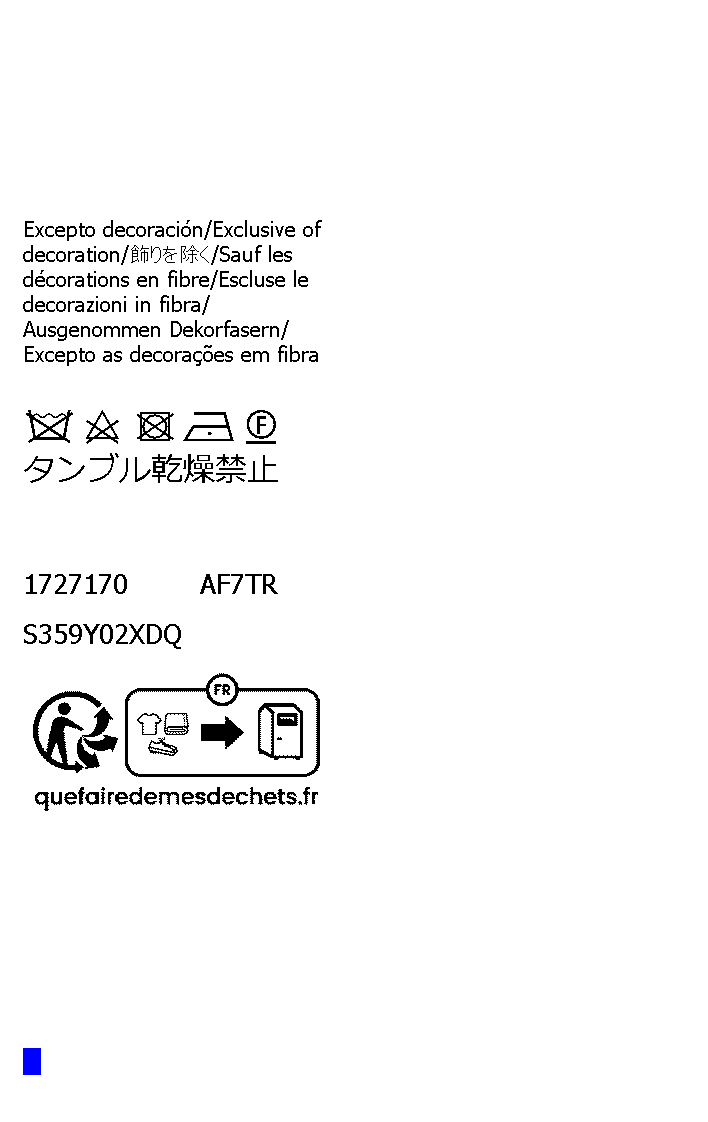 Excepto decoración/Exclusive of
decoration/飾りを除く/Sauf les
décorations en fibre/Escluse le
decorazioni in fibra/
Ausgenommen Dekorfasern/
Excepto as decorações em fibra
F
タンブル乾燥禁止
1727170 AF7TR
S359Y02XDQ
FR
quefairedemesdechets.fr